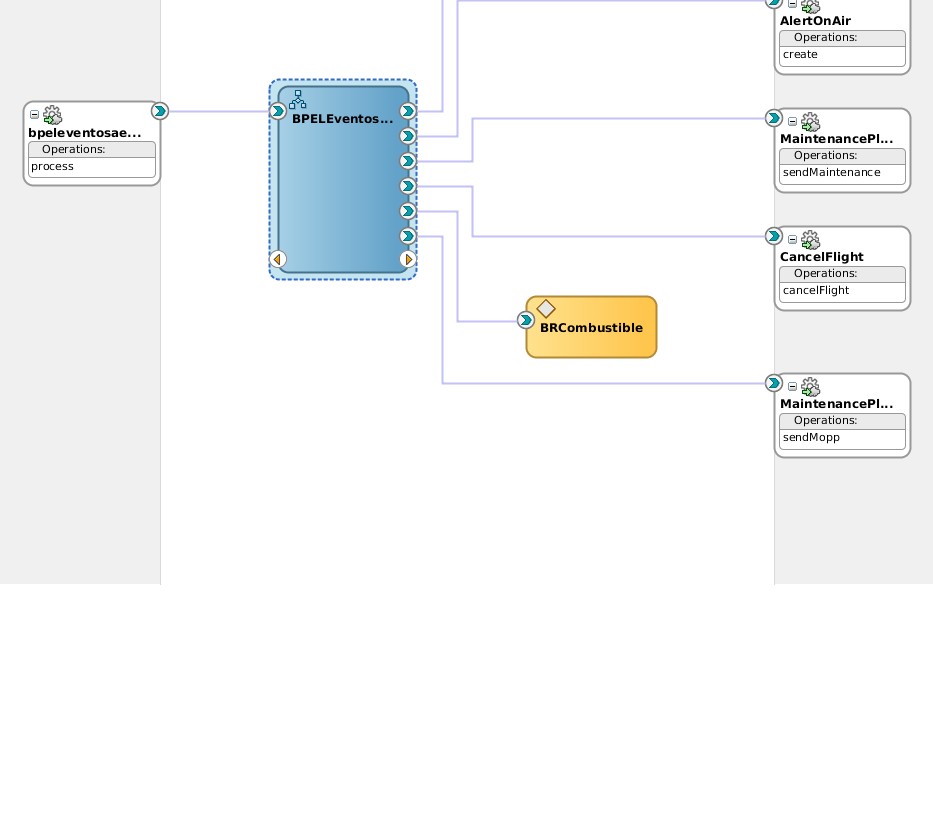 AlertOnAir
Operations:
create
bpeleventosae...
Operations:
process
BPELEventos...
MaintenancePl...
Operations:
sendMaintenance
CancelFlight
Operations:
cancelFlight
BRCombustible
MaintenancePl...
Operations:
sendMopp